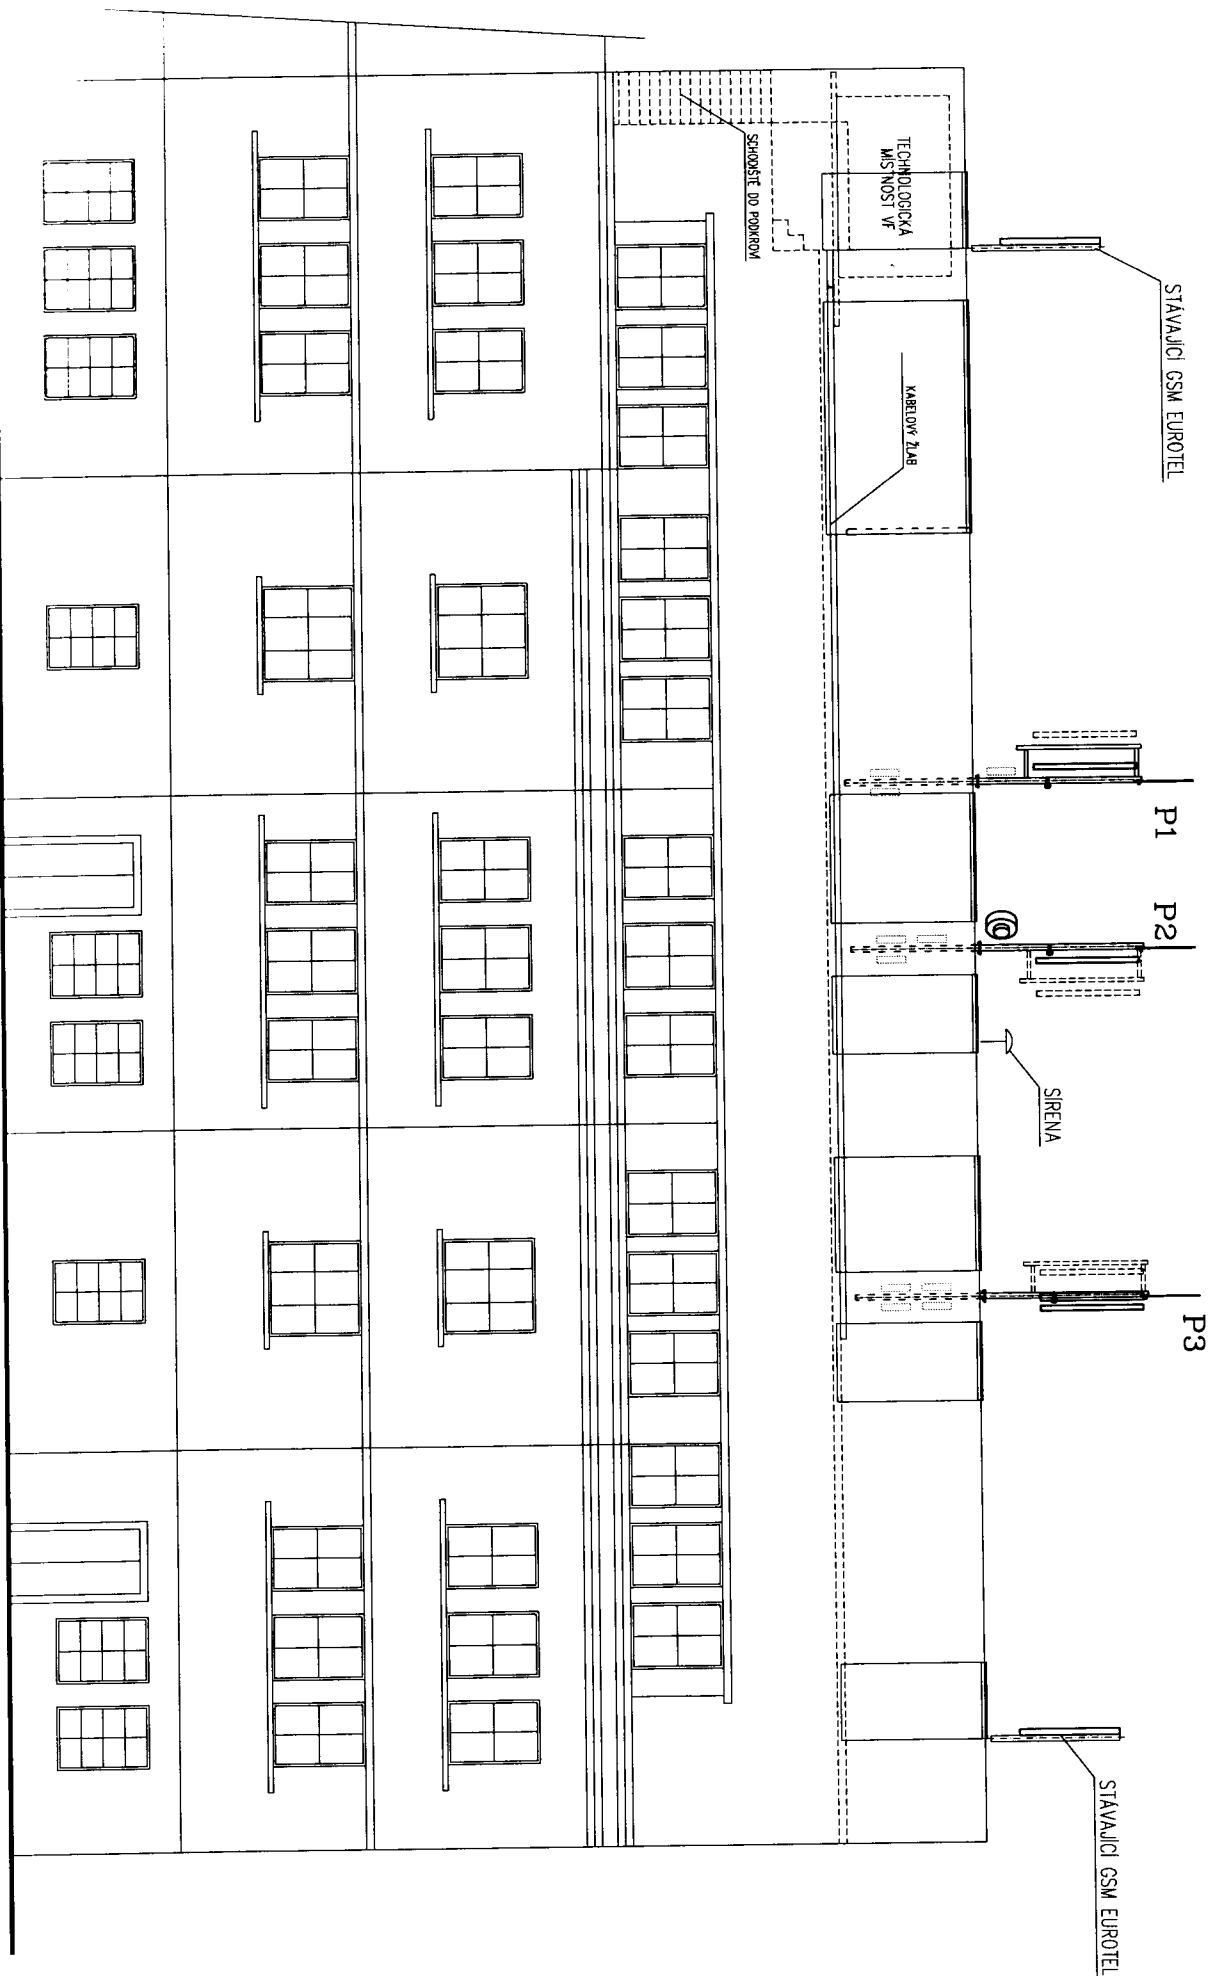 STÁVAJÍCÍ GSM EUROTEL
P1
P2
P3
SIRÉNA
STÁVAJÍCÍ GSM EUROTEL
TECHNOLOGICKÁ
MÍSTNOST VF
KABELOVÝ ŽLAB
SCHODIŠTĚ DO PODKROVÍ